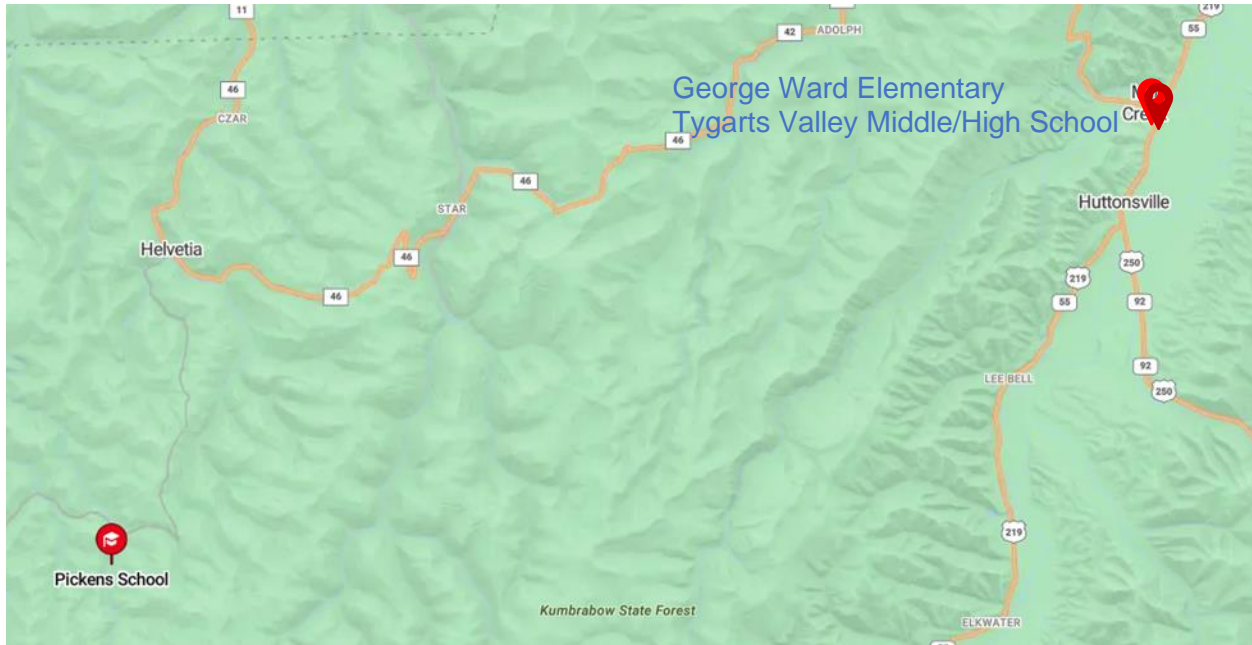 11
219
55
42
ADOLPH
46
CZAR
George Ward Elementary
Tygarts Valley Middle/High School
46
46
STAR
Huttonsville
Helvetia
46
250
219
46
55
92
92
LEE BELL
250
219
Pickens School
Kumbrabow State Forest
ELKWATER